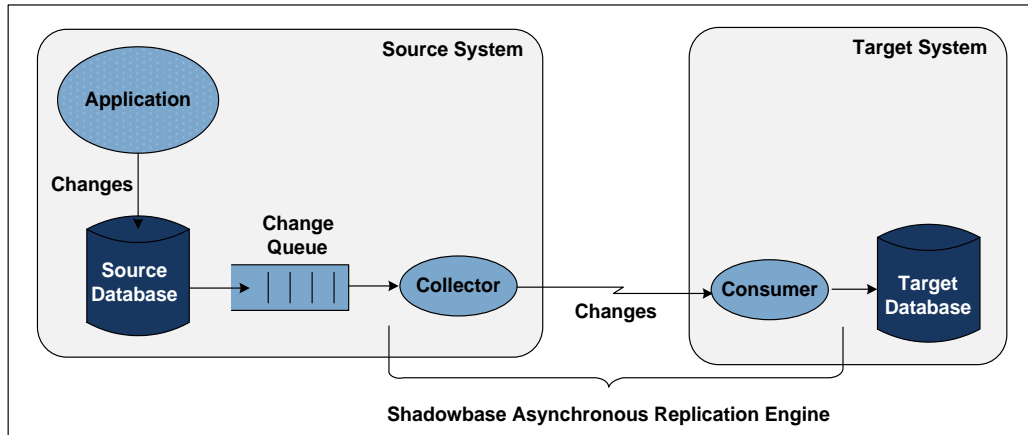 Source System
Target System
Application
Changes
Change
Queue
Source
Database
Collector
Changes
Consumer
Target
Database
Shadowbase Asynchronous Replication Engine